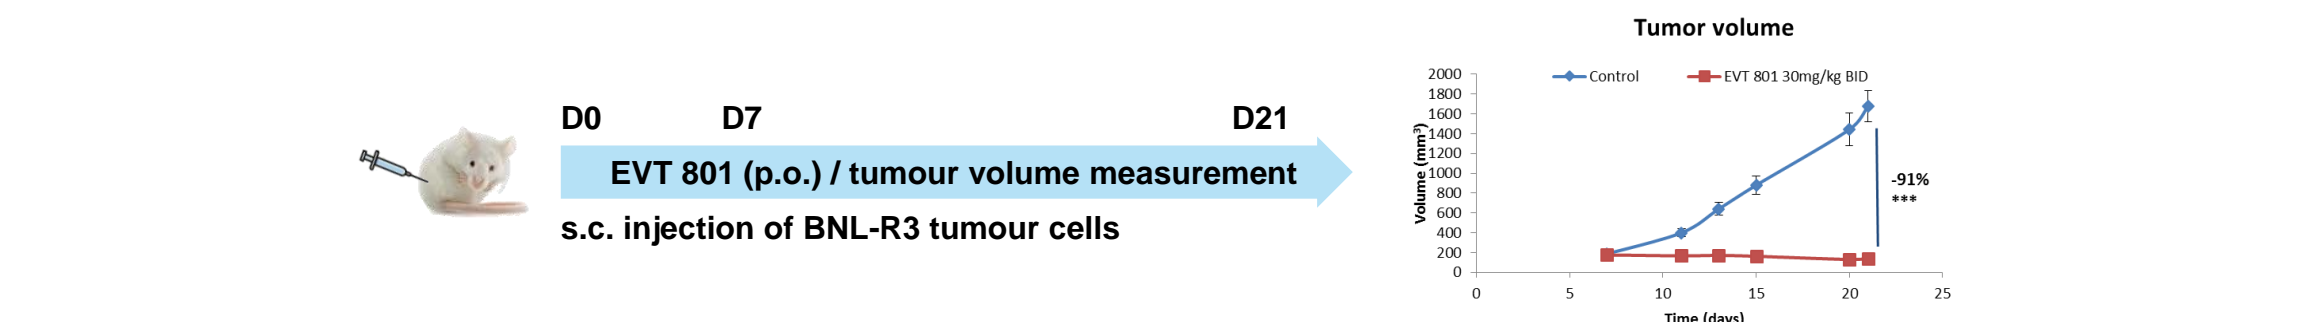 D0 D7 D21
EVT 801 (p.o.) / tumour volume measurement
s.c. injection of BNL-R3 tumour cells
Tumor volume
Control EVT 801 30mg/kg BID
Volume (mm³)
2000
1800
1600
1400
1200
1000
800
600
400
200
0
-91%
***
0 5 10 15 20 25
Time (days)